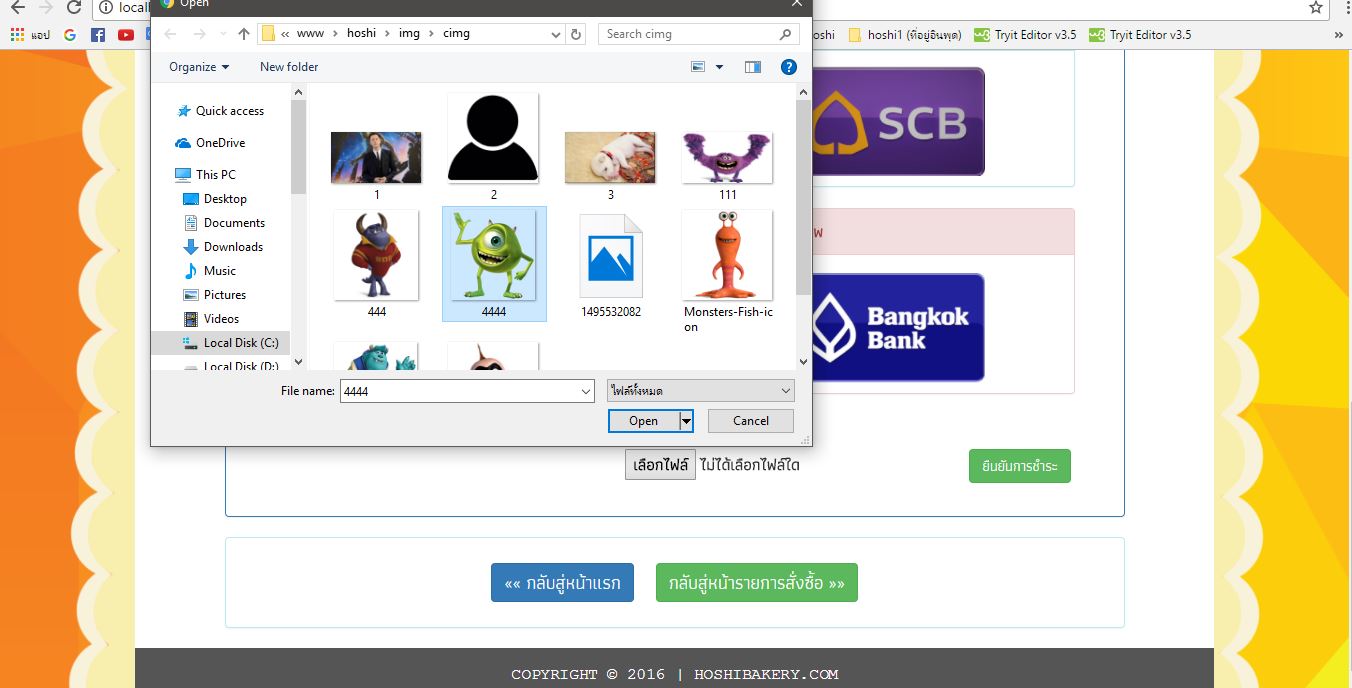 Open
locall
แอป
« www › hoshi › img › cimg
Search cimg
oshi
hoshi1 (ที่อยู่อินพุต)
Tryit Editor v3.5
Tryit Editor v3.5
»
Organize
New folder
Quick access
OneDrive
This PC
Desktop
Documents
Downloads
Music
Pictures
Videos
Local Disk (C:)
Local Disk (D:)
1
2
3
111
444
4444
1495532082
Monsters-Fish-ic
on
SCB
พ
Bangkok
Bank
File name:
4444
ไฟล์ทั้งหมด
Open
Cancel
เลือกไฟล์ ไม่ได้เลือกไฟล์ใด
ยืนยันการชำระ
«« กลับสู่หน้าแรก
กลับสู่หน้ารายการสั่งซื้อ »»
COPYRIGHT © 2016 | HOSHIBAKERY.COM